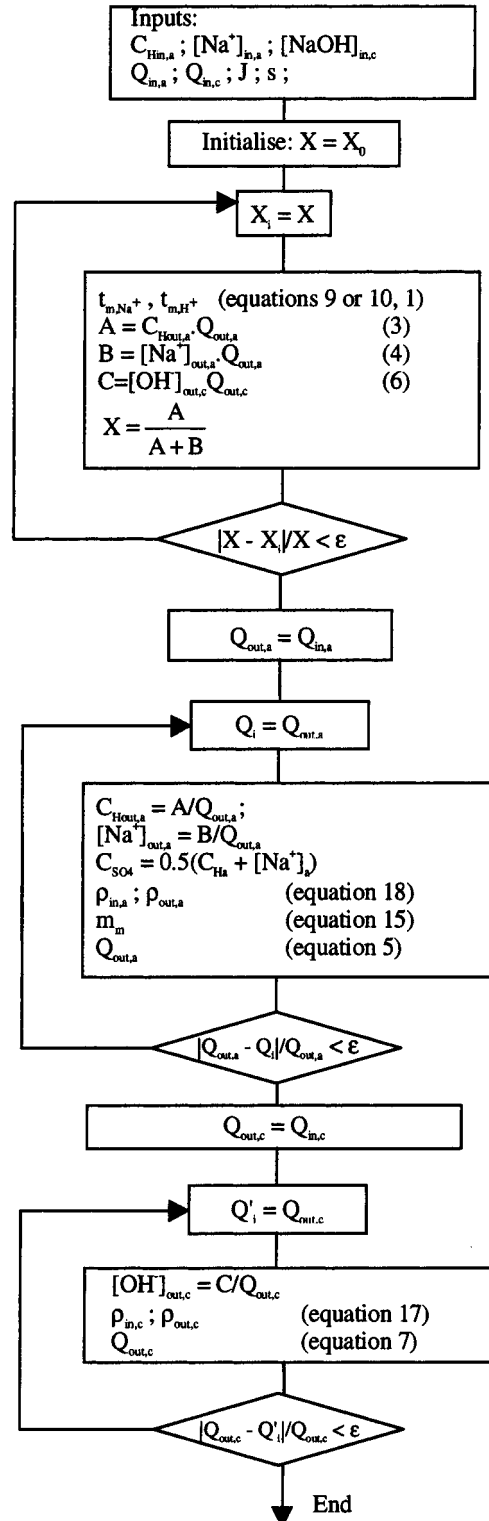 Inputs:
C_Hin,a ; [Na⁺]_in,a ; [NaOH]_in,c
Q_in,a ; Q_in,c ; J ; s ;
Initialise: X = X_0
X_i = X
t_m,Na⁺ , t_m,H⁺ (equations 9 or 10, 1)
A = C_Hout,a.Q_out,a (3)
B = [Na⁺]_out,a.Q_out,a (4)
C=[OH⁻]_out,c Q_out,c (6)
X = A / A + B
|X - X_i|/X < ε
Q_out,a = Q_in,a
Q_i = Q_out,a
C_Hout,a = A/Q_out,a ;
[Na⁺]_out,a = B/Q_out,a
C_SO4 = 0.5(C_Ha + [Na⁺]_a)
ρ_in,a ; ρ_out,a (equation 18)
m_m (equation 15)
Q_out,a (equation 5)
|Q_out,a - Q_i|/Q_out,a < ε
Q_out,c = Q_in,c
Q'_i = Q_out,c
[OH⁻]_out,c = C/Q_out,c
ρ_in,c ; ρ_out,c (equation 17)
Q_out,c (equation 7)
|Q_out,c - Q'_i|/Q_out,c < ε
End